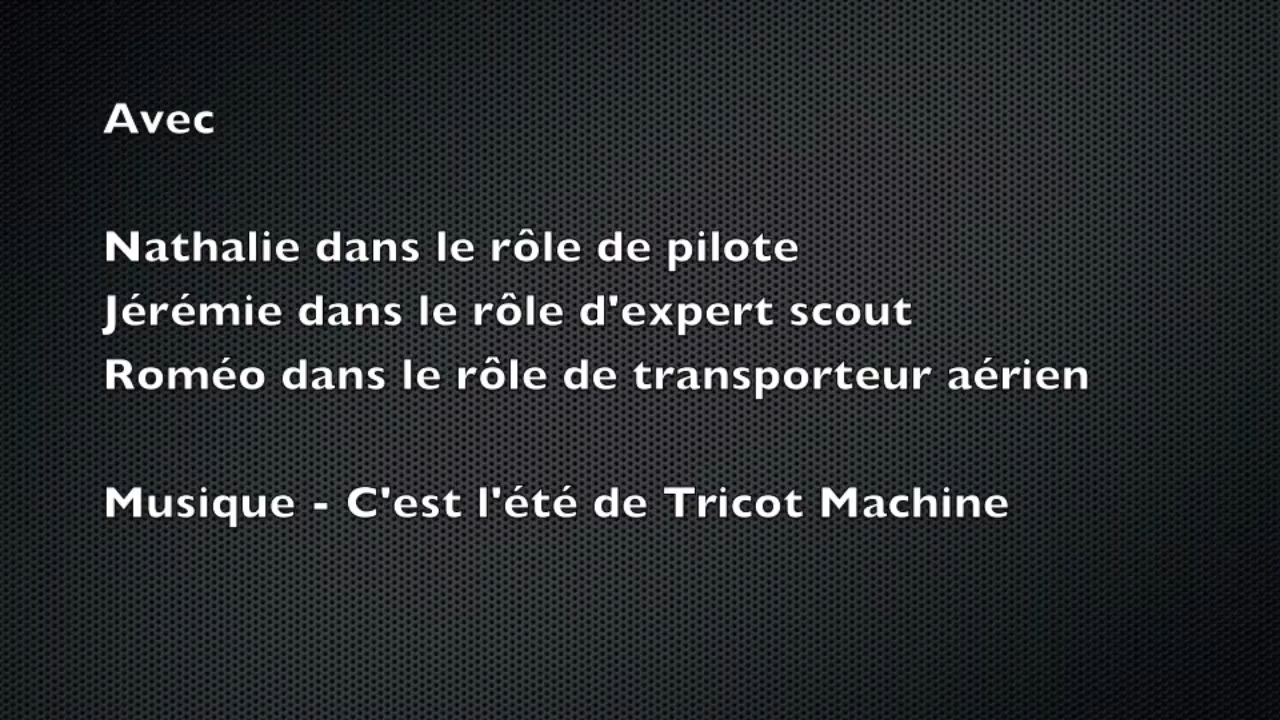 Avec
Nathalie dans le rôle de pilote
Jérémie dans le rôle d'expert scout
Roméo dans le rôle de transporteur aérien
Musique - C'est l'été de Tricot Machine